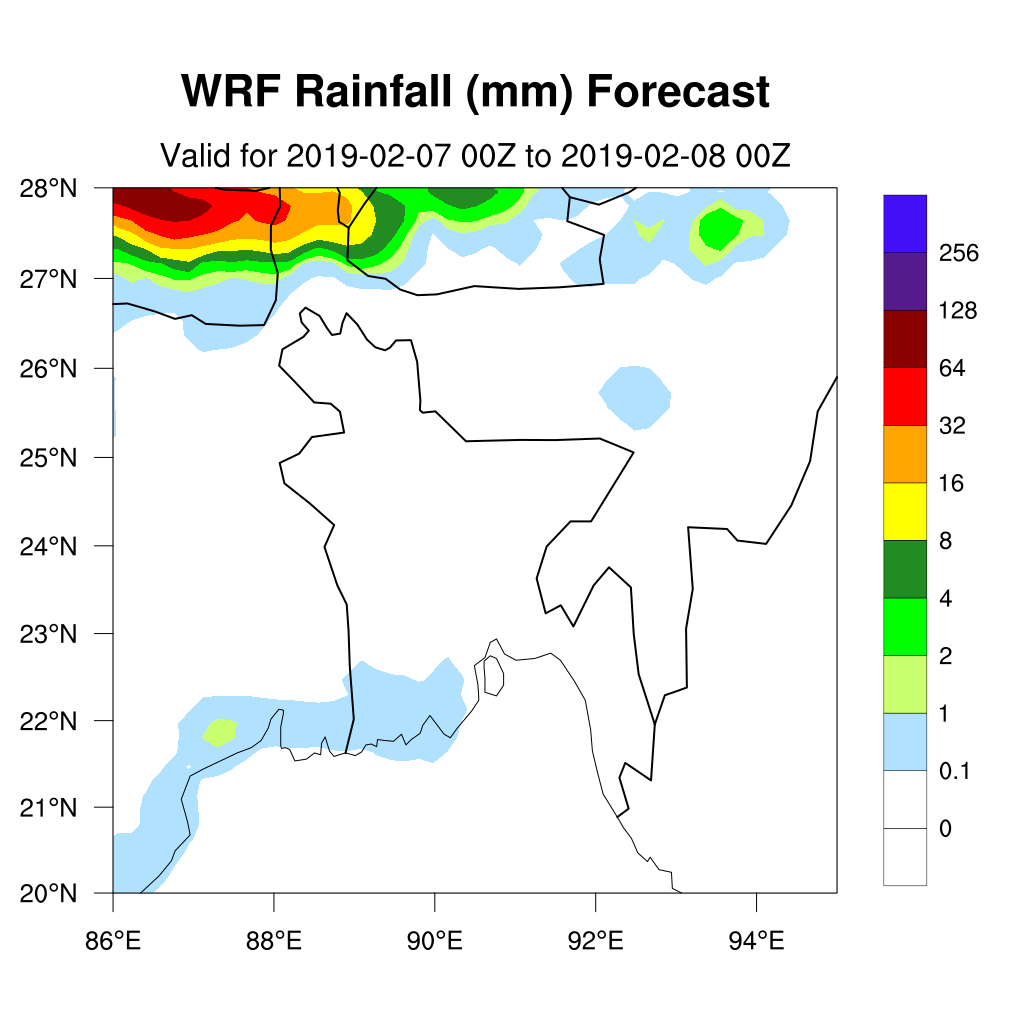 WRF Rainfall (mm) Forecast
Valid for 2019-02-07 00Z to 2019-02-08 00Z
28°N
27°N
26°N
25°N
24°N
23°N
22°N
21°N
20°N
86°E
88°E
90°E
92°E
94°E
256
128
64
32
16
8
4
2
1
0.1
0